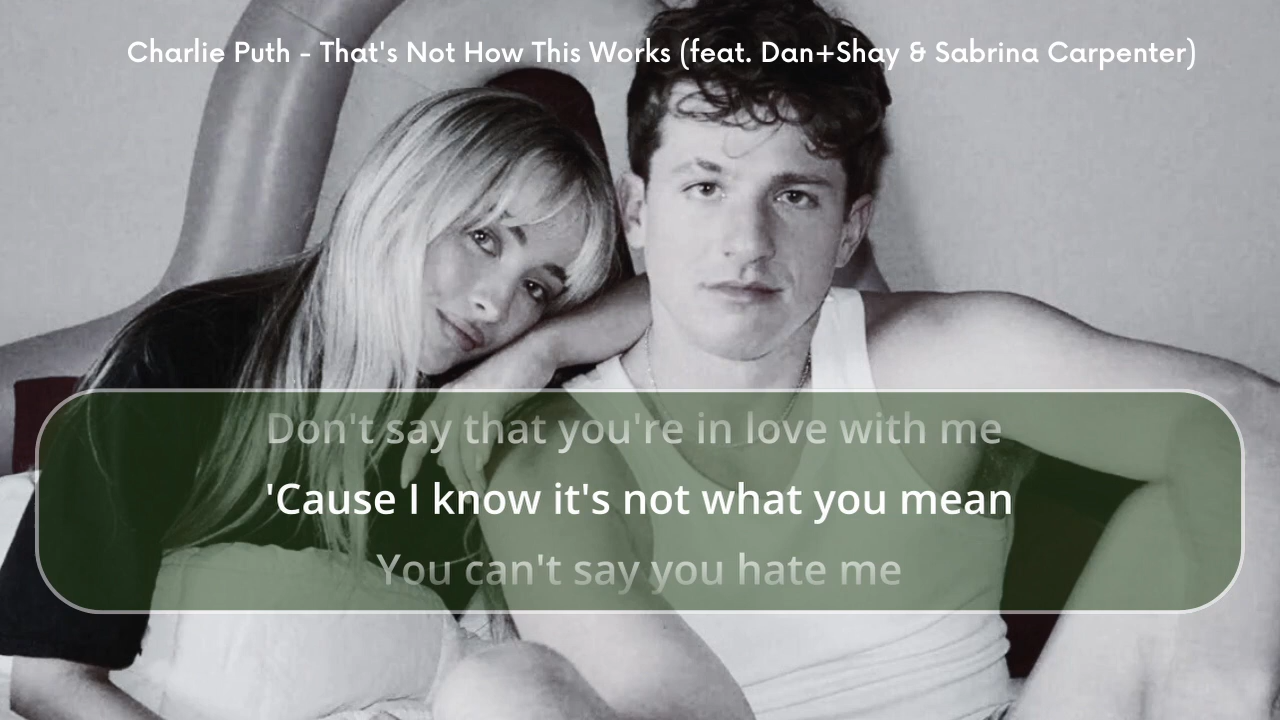 Charlie Puth - That's Not How This Works (feat. Dan+Shay & Sabrina Carpenter)
Don't say that you're in love with me
'Cause I know it's not what you mean
You can't say you hate me